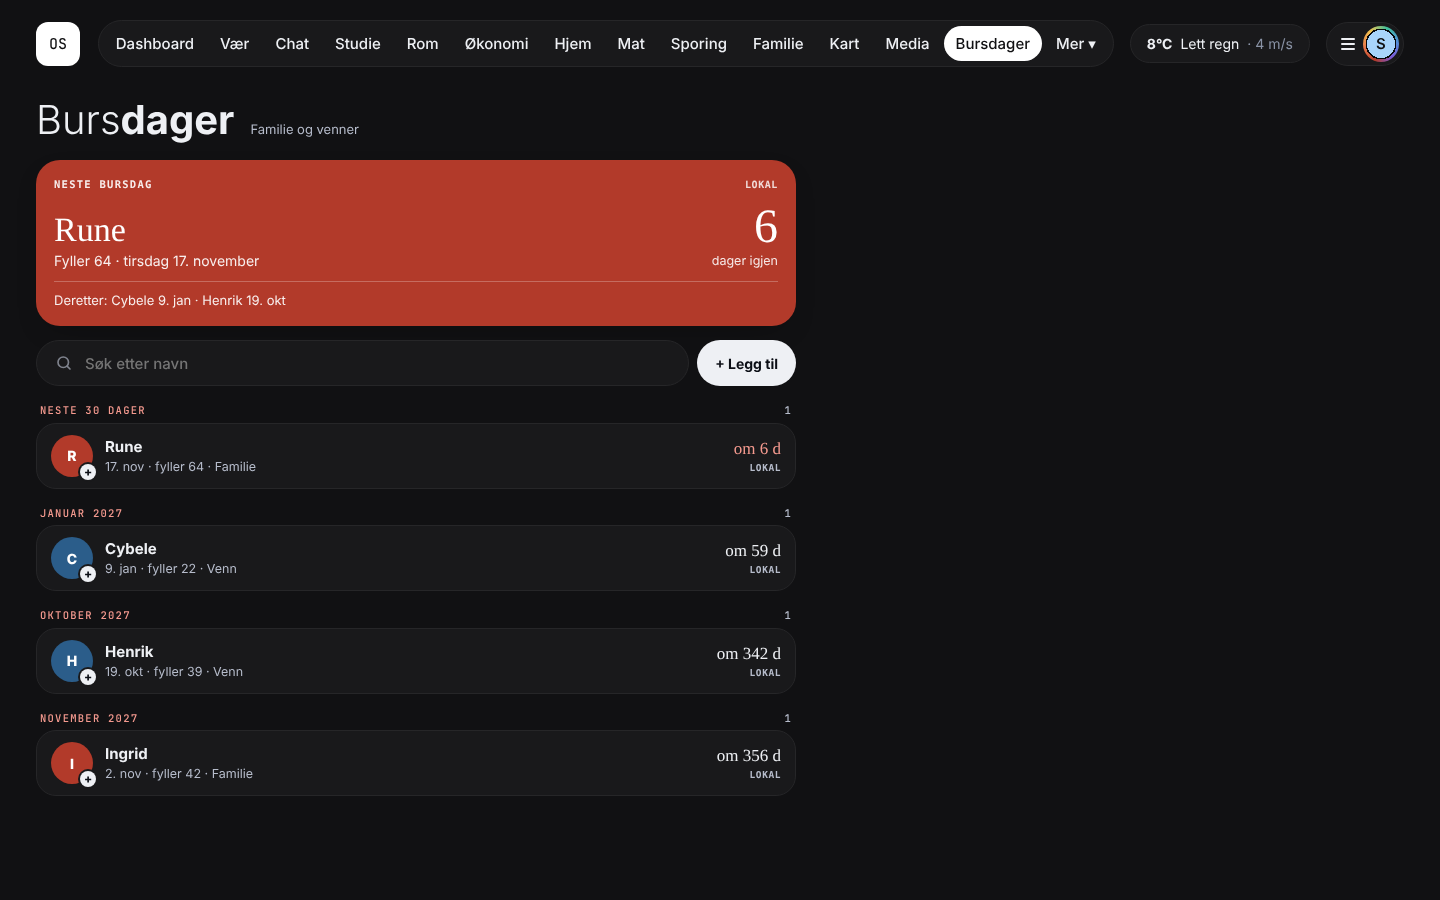 OS
Dashboard Vær Chat Studie Rom Økonomi Hjem Mat Sporing Familie Kart Media Bursdager Mer ▾
8°C Lett regn · 4 m/s
S
Bursdager Familie og venner
NESTE BURSDAG LOKAL
Rune 6
Fyller 64 · tirsdag 17. november dager igjen
Deretter: Cybele 9. jan · Henrik 19. okt
Søk etter navn
+ Legg til
NESTE 30 DAGER 1
R
+
Rune om 6 d
17. nov · fyller 64 · Familie LOKAL
JANUAR 2027 1
C
+
Cybele om 59 d
9. jan · fyller 22 · Venn LOKAL
OKTOBER 2027 1
H
+
Henrik om 342 d
19. okt · fyller 39 · Venn LOKAL
NOVEMBER 2027 1
I
+
Ingrid om 356 d
2. nov · fyller 42 · Familie LOKAL